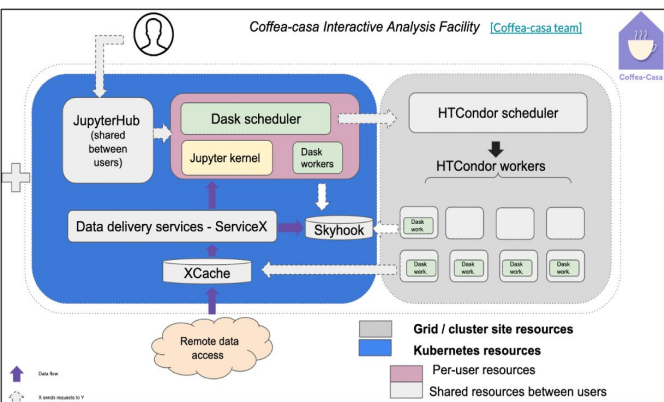 Coffea-casa Interactive Analysis Facility [Coffea-casa team]
Coffea-Casa
JupyterHub
(shared
between
users)
Dask scheduler
Jupyter kernel
Dask
workers
HTCondor scheduler
HTCondor workers
Data delivery services - ServiceX
Skyhook
XCache
Dask
work.
Dask
work.
Dask
work.
Dask
work.
Dask
work.
Remote data
access
Grid / cluster site resources
Kubernetes resources
Per-user resources
Shared resources between users
Data flow
X sends requests to Y